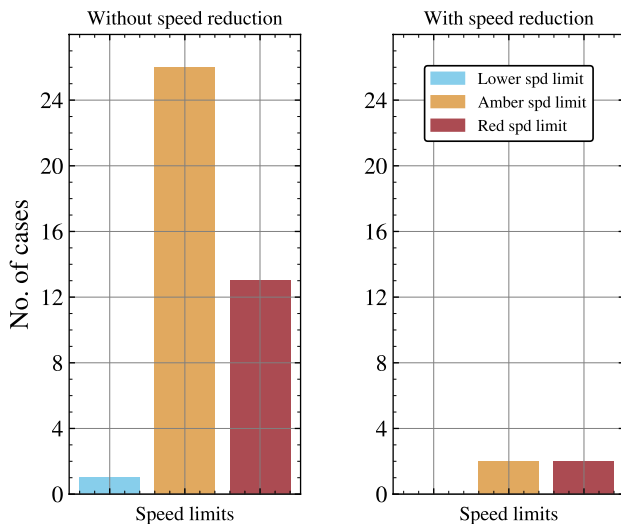 Without speed reduction
No. of cases
24
20
16
12
8
4
0
Speed limits
With speed reduction
Lower spd limit
Amber spd limit
Red spd limit
24
20
16
12
8
4
0
Speed limits